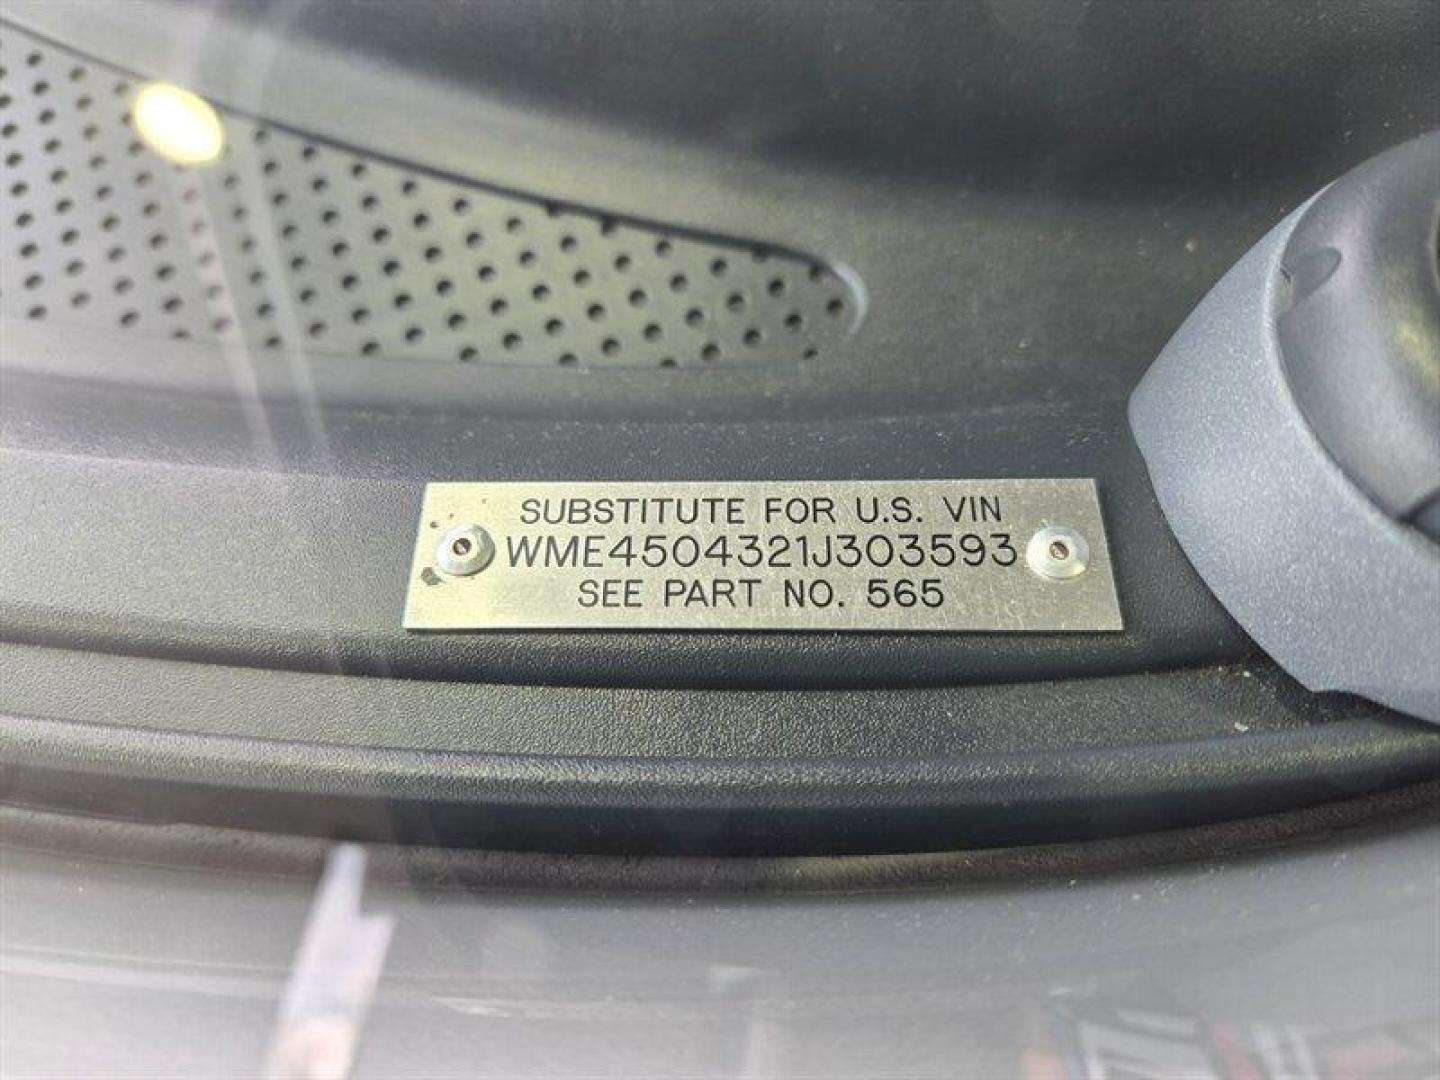 SUBSTITUTE FOR U.S. VIN
WME4504321J303593
SEE PART NO. 565